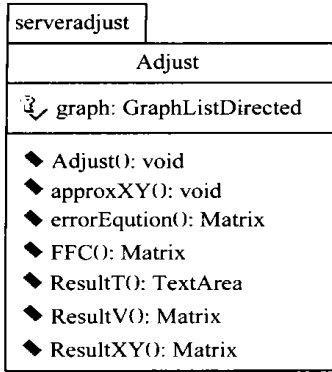 serveradjust
Adjust
graph: GraphListDirected
Adjust(): void
approxXY(): void
errorEqution(): Matrix
FFC(): Matrix
ResultT(): TextArea
ResultV(): Matrix
ResultXY(): Matrix